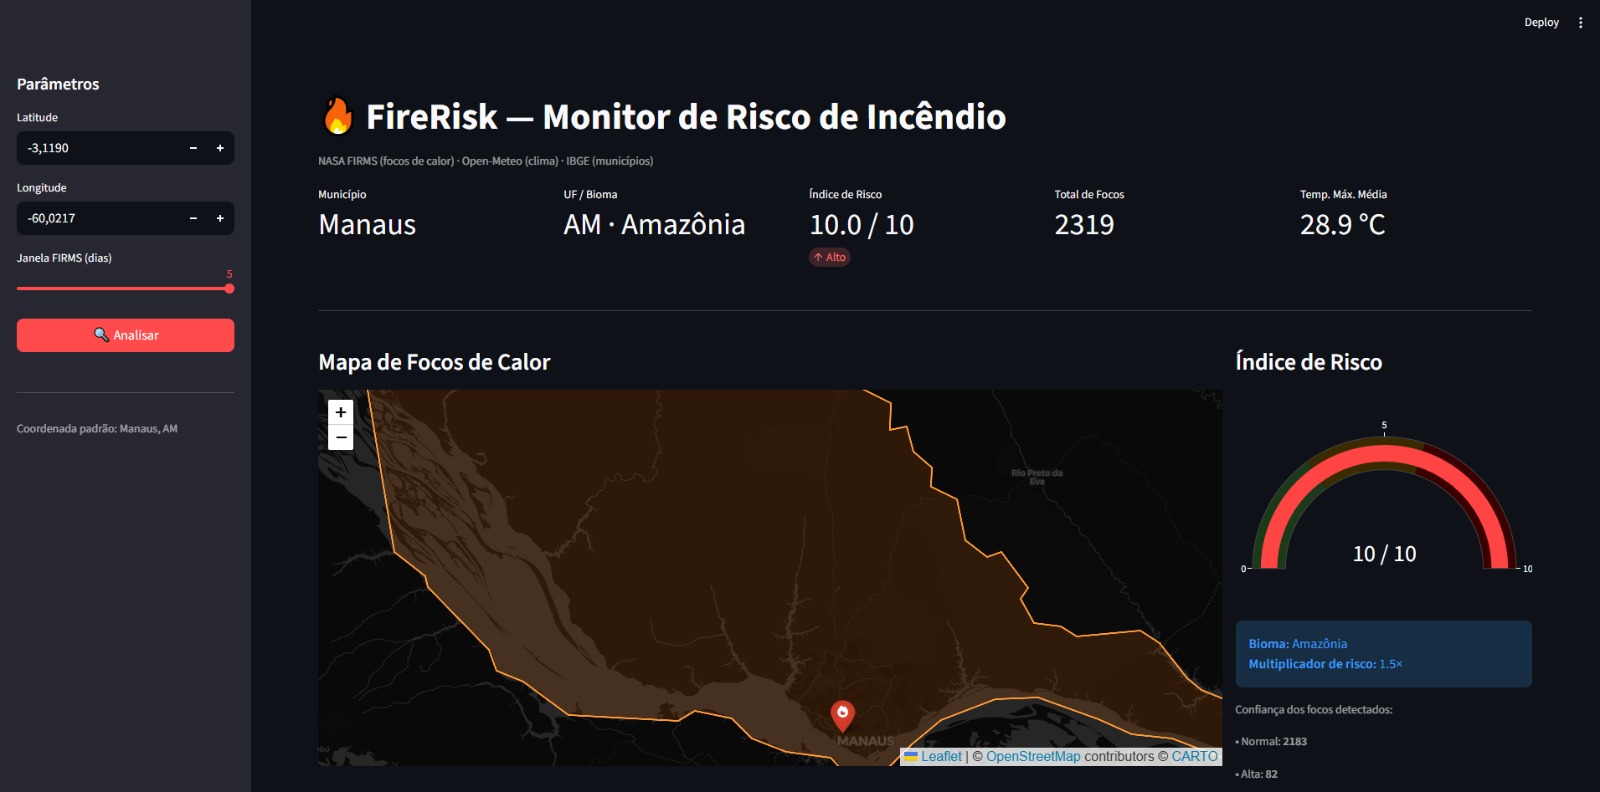 Deploy
Parâmetros
Latitude
-3,1190
− +
Longitude
-60,0217
− +
Janela FIRMS (dias)
5
Analisar
Coordenada padrão: Manaus, AM
FireRisk — Monitor de Risco de Incêndio
NASA FIRMS (focos de calor) · Open-Meteo (clima) · IBGE (municípios)
Município
Manaus
UF / Bioma
AM · Amazônia
Índice de Risco
10.0 / 10
↑ Alto
Total de Focos
2319
Temp. Máx. Média
28.9 °C
Mapa de Focos de Calor
+
−
Rio Preto da
Eva
MANAUS
Leaflet | © OpenStreetMap contributors © CARTO
Índice de Risco
5
0
10
10 / 10
Bioma: Amazônia
Multiplicador de risco: 1.5×
Confiança dos focos detectados:
• Normal: 2183
• Alta: 82